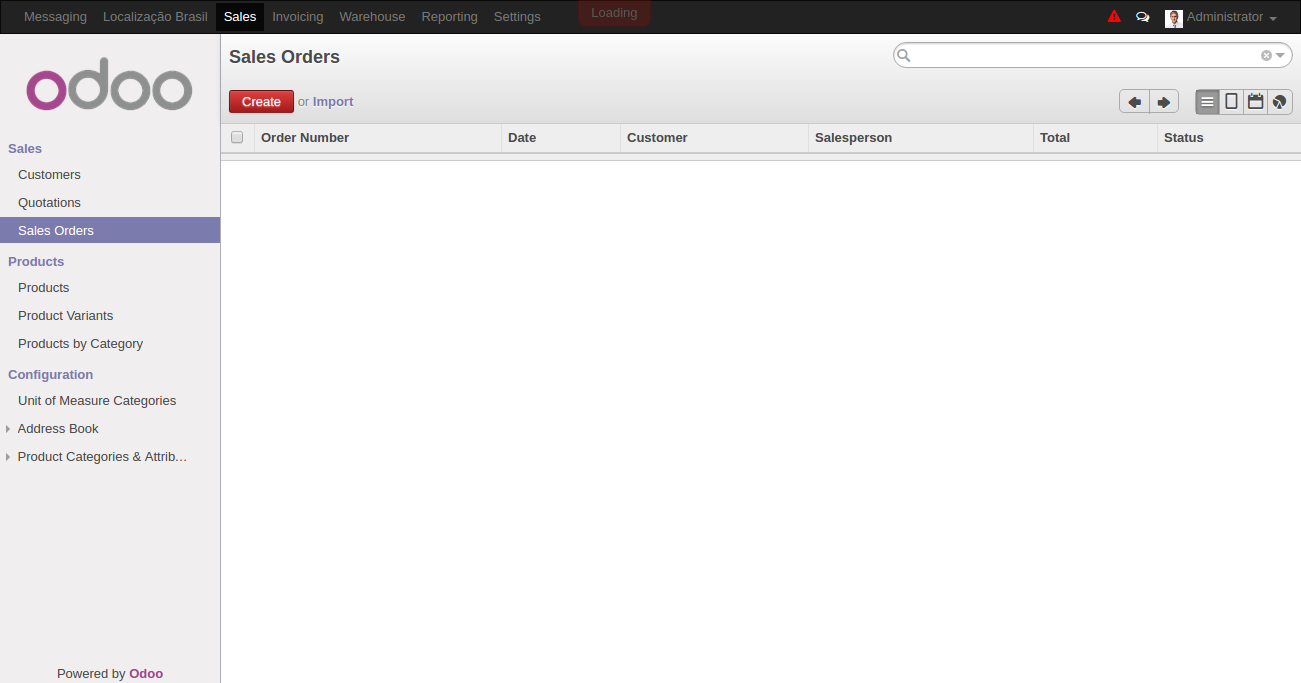 Messaging Localização Brasil Sales Invoicing Warehouse Reporting Settings Loading Administrator
odoo
Sales
Customers
Quotations
Sales Orders
Products
Products
Product Variants
Products by Category
Configuration
Unit of Measure Categories
Address Book
Product Categories & Attrib...
Powered by Odoo
Sales Orders
Create or Import
Order Number Date Customer Salesperson Total Status